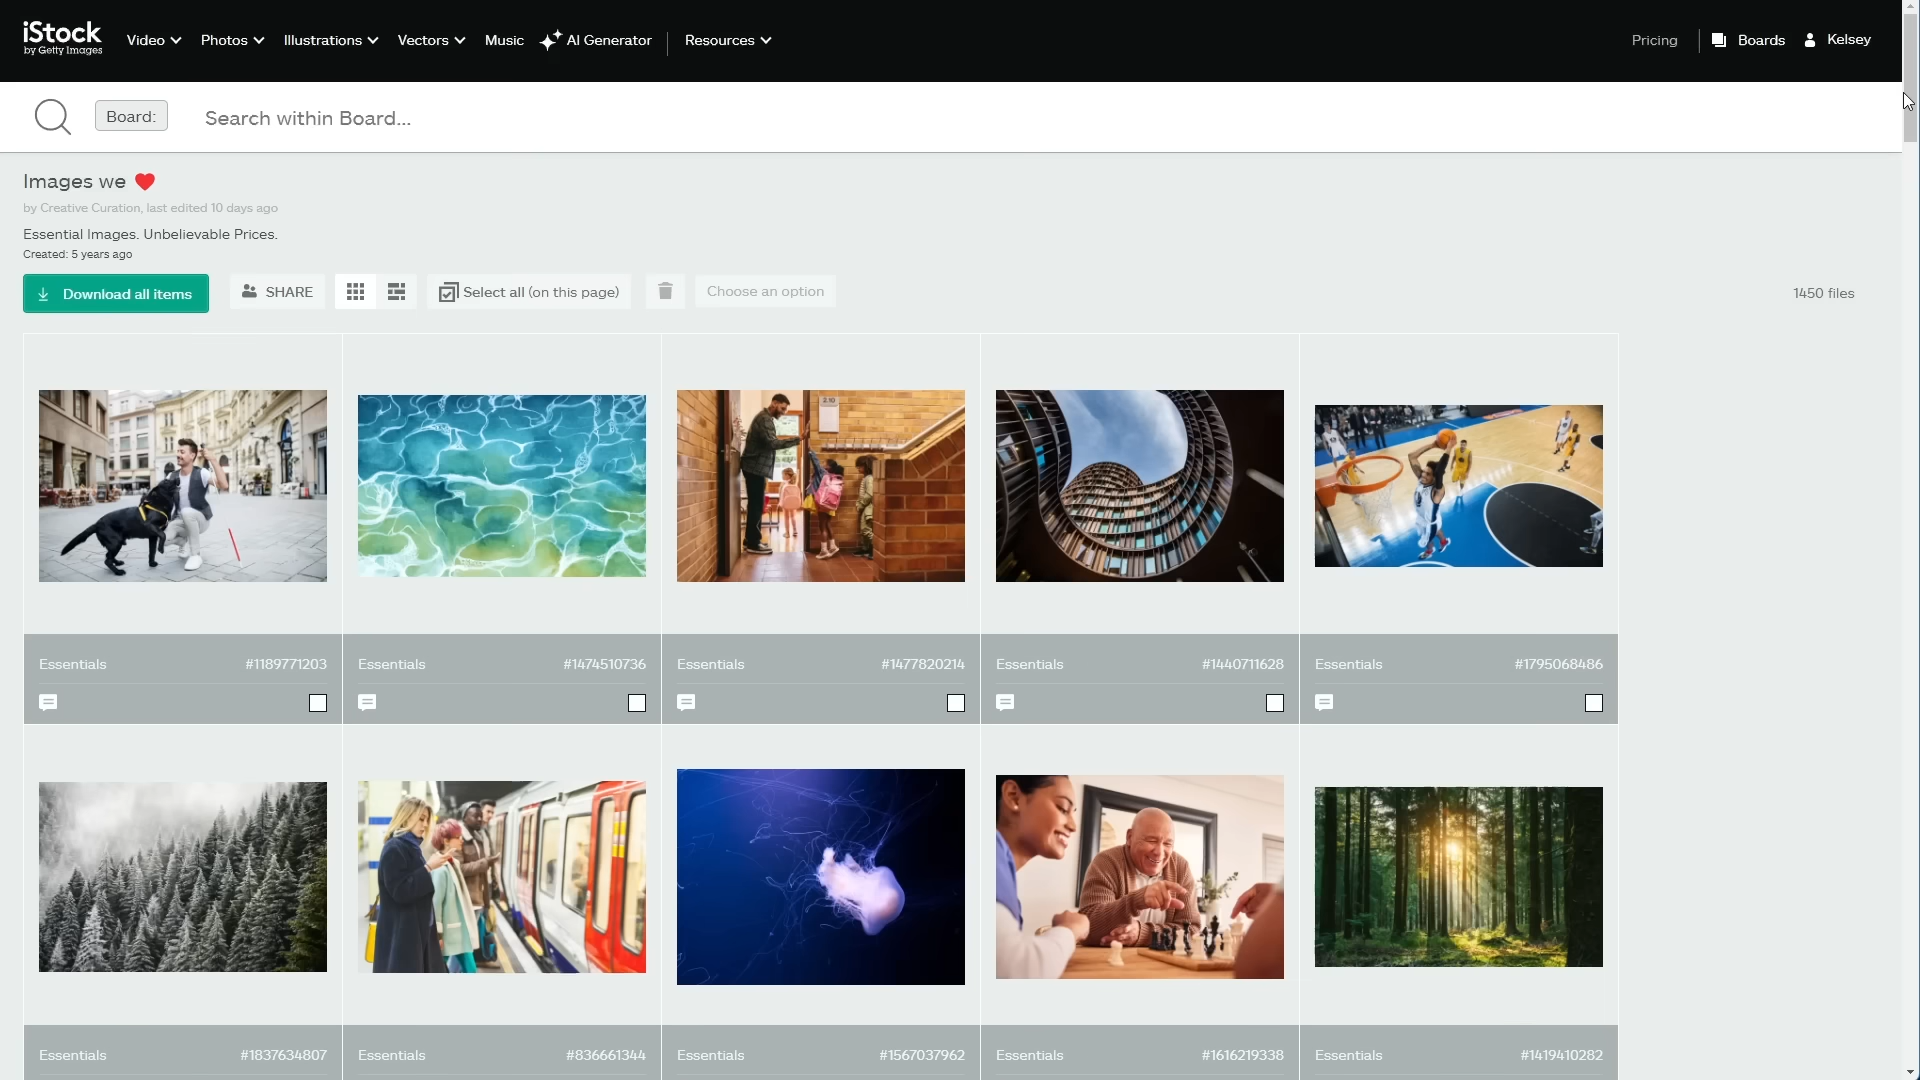 iStock
by Getty Images
Video
Photos
Illustrations
Vectors
Music
AI Generator
Resources
Pricing
Boards
Kelsey
Board:
Search within Board...
Images we
by Creative Curation, last edited 10 days ago
Essential Images. Unbelievable Prices.
Created: 5 years ago
Download all items
SHARE
Select all (on this page)
Choose an option
1450 files
2.10
Essentials #1189771203
Essentials #1474510736
Essentials #1477820214
Essentials #1440711628
Essentials #1795068486
Essentials #1837634807
Essentials #836661344
Essentials #1567037962
Essentials #1616219338
Essentials #1419410282